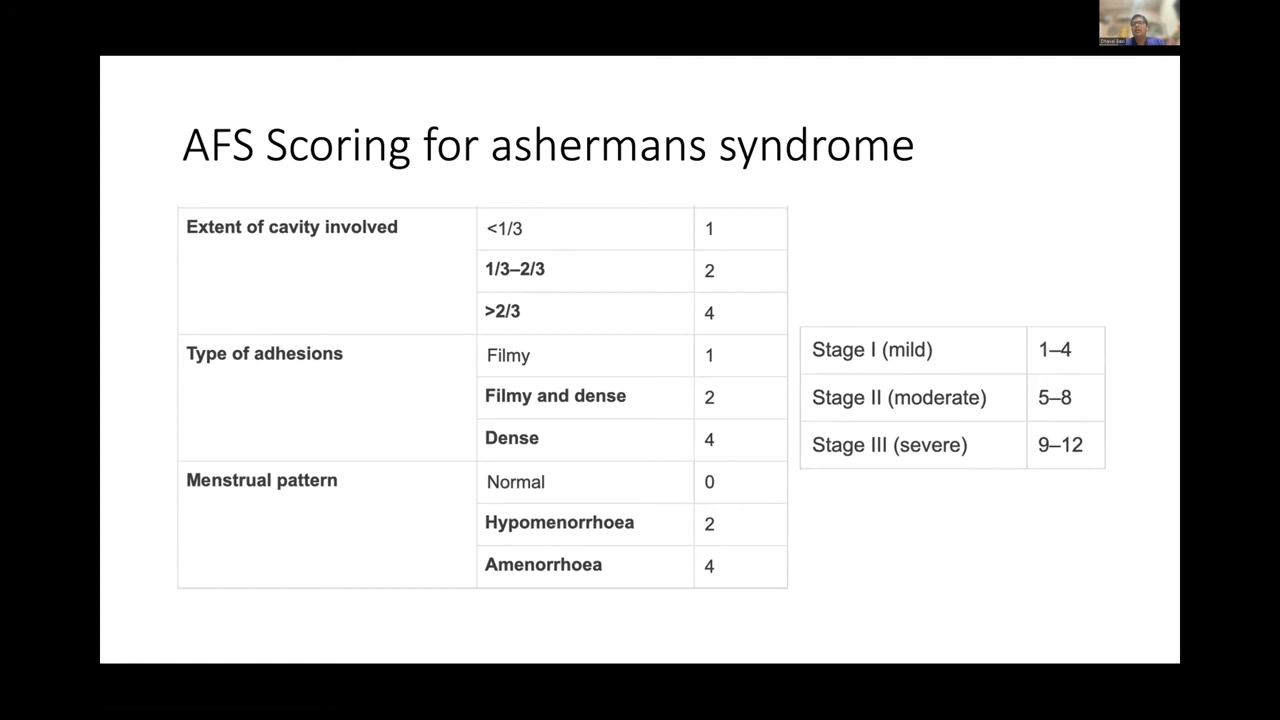 AFS Scoring for ashermans syndrome
Extent of cavity involved <1/3 1
1/3–2/3 2
>2/3 4
Type of adhesions Filmy 1
Filmy and dense 2
Dense 4
Menstrual pattern Normal 0
Hypomenorrhoea 2
Amenorrhoea 4
Stage I (mild) 1–4
Stage II (moderate) 5–8
Stage III (severe) 9–12